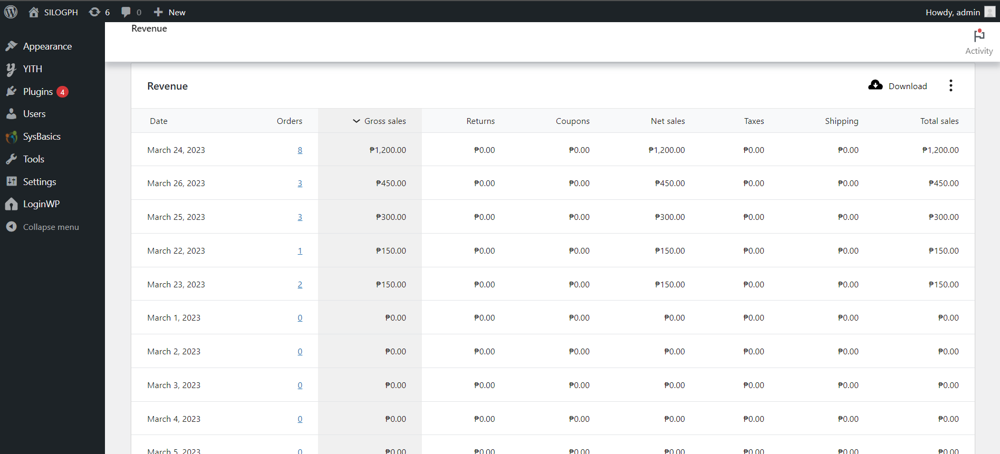 SILOGPH 6 0 New Howdy, admin
Revenue
Activity
Appearance
YITH
Plugins 4
Users
SysBasics
Tools
Settings
LoginWP
Collapse menu
Revenue Download
Date Orders Gross sales Returns Coupons Net sales Taxes Shipping Total sales
March 24, 2023 8 ₱1,200.00 ₱0.00 ₱0.00 ₱1,200.00 ₱0.00 ₱0.00 ₱1,200.00
March 26, 2023 3 ₱450.00 ₱0.00 ₱0.00 ₱450.00 ₱0.00 ₱0.00 ₱450.00
March 25, 2023 3 ₱300.00 ₱0.00 ₱0.00 ₱300.00 ₱0.00 ₱0.00 ₱300.00
March 22, 2023 1 ₱150.00 ₱0.00 ₱0.00 ₱150.00 ₱0.00 ₱0.00 ₱150.00
March 23, 2023 2 ₱150.00 ₱0.00 ₱0.00 ₱150.00 ₱0.00 ₱0.00 ₱150.00
March 1, 2023 0 ₱0.00 ₱0.00 ₱0.00 ₱0.00 ₱0.00 ₱0.00 ₱0.00
March 2, 2023 0 ₱0.00 ₱0.00 ₱0.00 ₱0.00 ₱0.00 ₱0.00 ₱0.00
March 3, 2023 0 ₱0.00 ₱0.00 ₱0.00 ₱0.00 ₱0.00 ₱0.00 ₱0.00
March 4, 2023 0 ₱0.00 ₱0.00 ₱0.00 ₱0.00 ₱0.00 ₱0.00 ₱0.00
March 5, 2023 0 ₱0.00 ₱0.00 ₱0.00 ₱0.00 ₱0.00 ₱0.00 ₱0.00